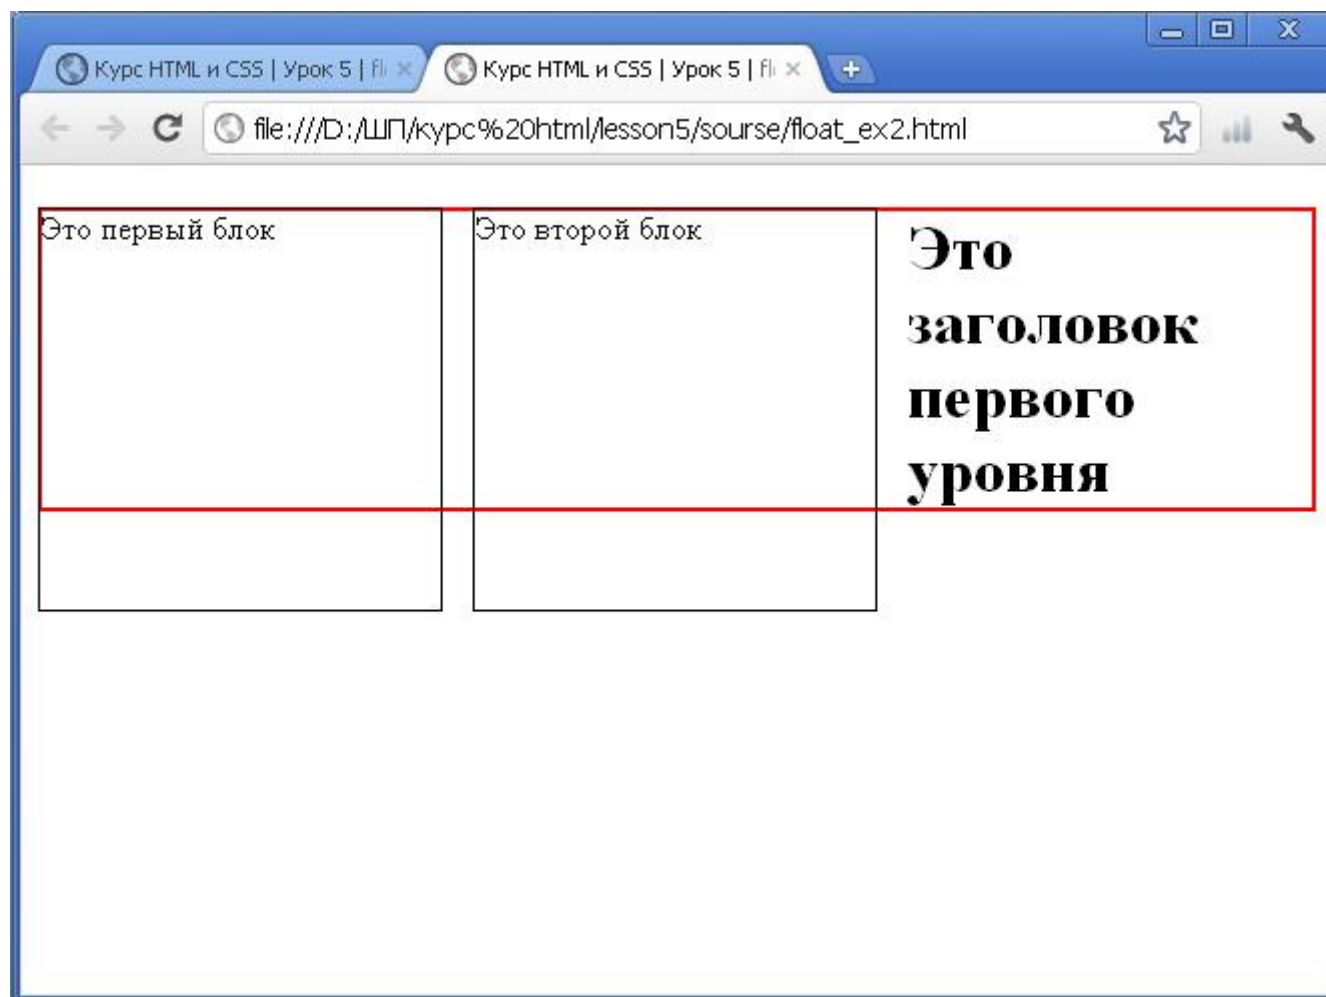 Курс HTML и CSS | Урок 5 | fl
Курс HTML и CSS | Урок 5 | fl
file:///D:/ШП/курс%20html/lesson5/sourse/float_ex2.html
Это первый блок
Это второй блок
Это
заголовок
первого
уровня